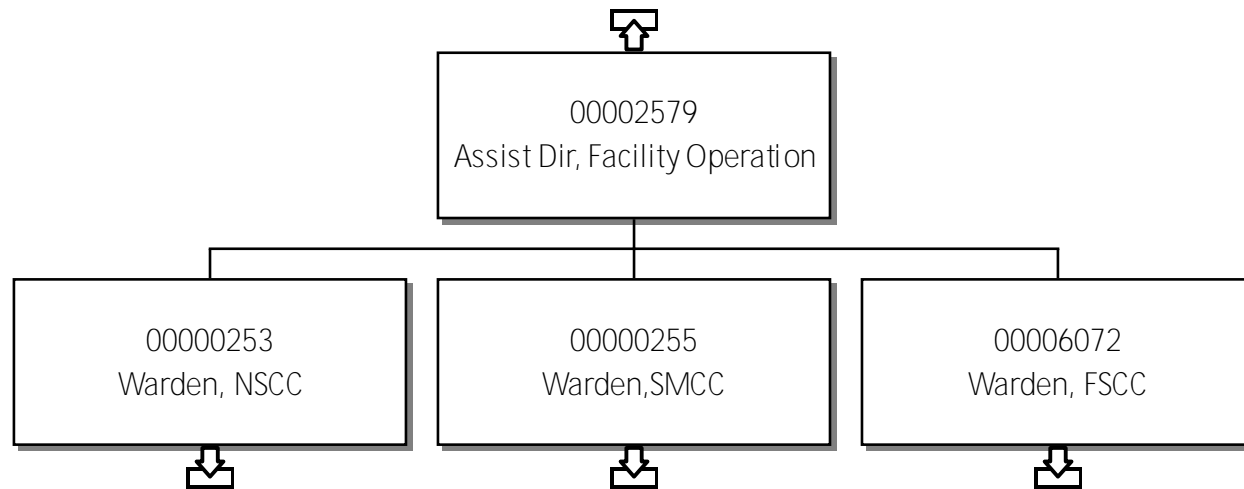 00002579
Assist Dir, Facility Operation
00000253
Warden, NSCC
00000255
Warden,SMCC
00006072
Warden, FSCC